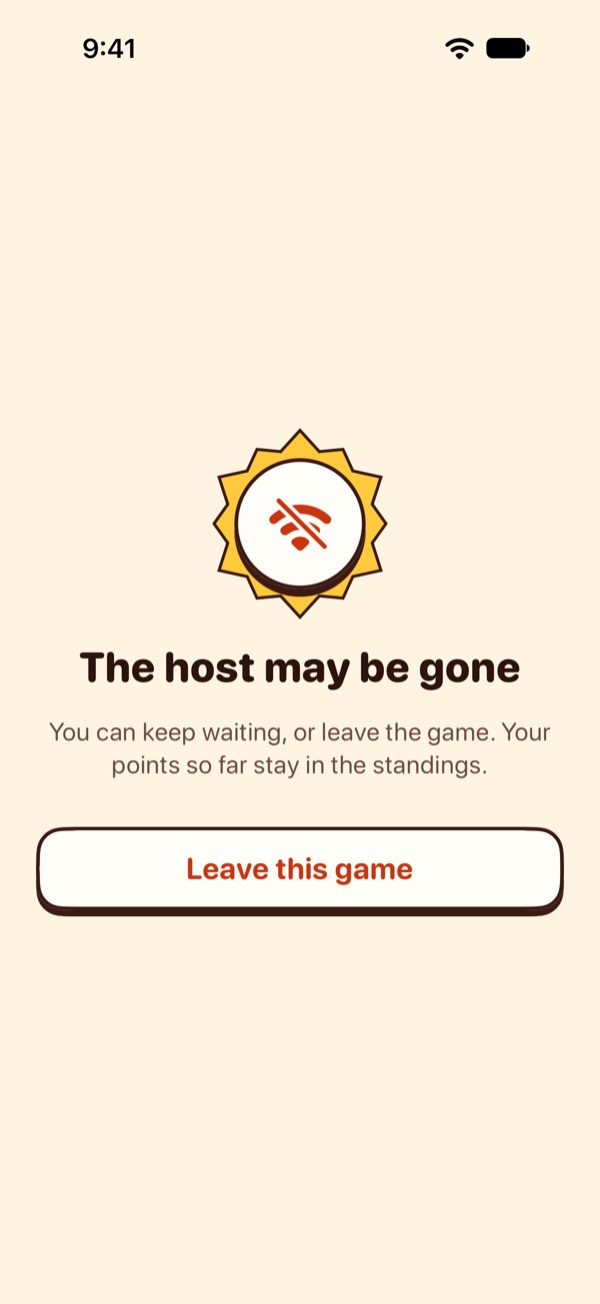 9:41
The host may be gone
You can keep waiting, or leave the game. Your
points so far stay in the standings.
Leave this game